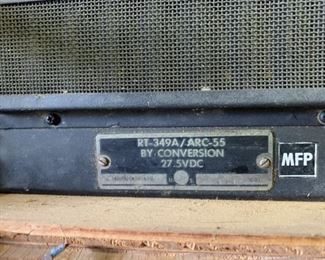 RT-349A/ARC-55
BY CONVERSION
27.5VDC
MFP